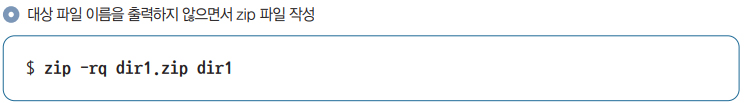 대상 파일 이름을 출력하지 않으면서 zip 파일 작성
$ zip -rq dir1.zip dir1